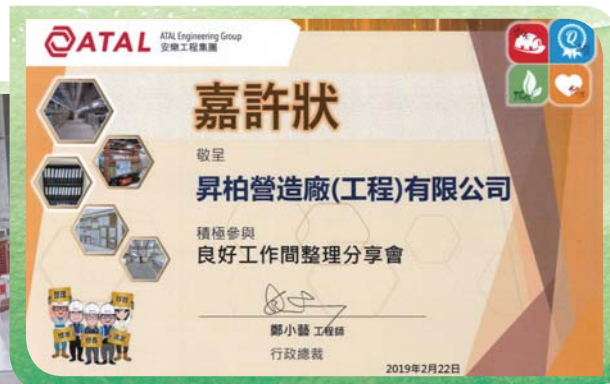 ATAL ATAL Engineering Group
安樂工程集團
嘉許狀
敬呈
昇柏營造廠(工程)有限公司
積極參與
良好工作間整理分享會
鄭小藝 工程師
行政總裁
2019年2月22日